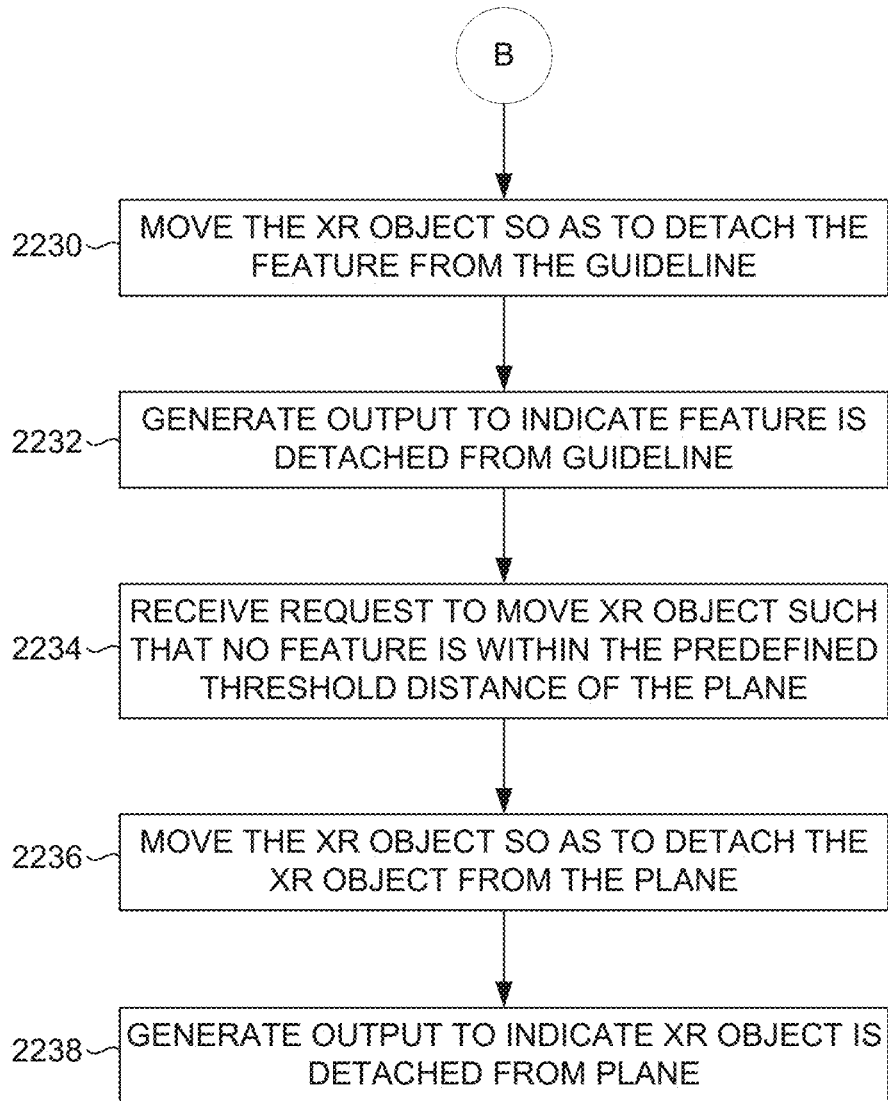 B
2230
MOVE THE XR OBJECT SO AS TO DETACH THE
FEATURE FROM THE GUIDELINE
2232
GENERATE OUTPUT TO INDICATE FEATURE IS
DETACHED FROM GUIDELINE
2234
RECEIVE REQUEST TO MOVE XR OBJECT SUCH
THAT NO FEATURE IS WITHIN THE PREDEFINED
THRESHOLD DISTANCE OF THE PLANE
2236
MOVE THE XR OBJECT SO AS TO DETACH THE
XR OBJECT FROM THE PLANE
2238
GENERATE OUTPUT TO INDICATE XR OBJECT IS
DETACHED FROM PLANE